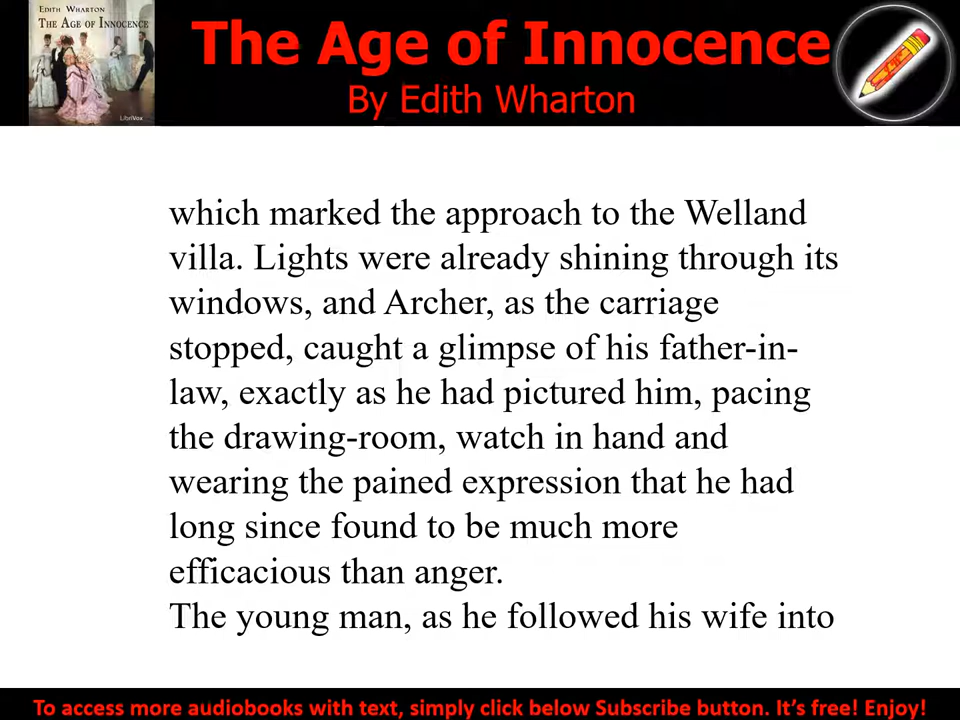 EDITH WHARTON
THE AGE OF INNOCENCE
LibriVox
The Age of Innocence
By Edith Wharton
which marked the approach to the Welland
villa. Lights were already shining through its
windows, and Archer, as the carriage
stopped, caught a glimpse of his father-in-
law, exactly as he had pictured him, pacing
the drawing-room, watch in hand and
wearing the pained expression that he had
long since found to be much more
efficacious than anger.
The young man, as he followed his wife into
To access more audiobooks with text, simply click below Subscribe button. It's free! Enjoy!